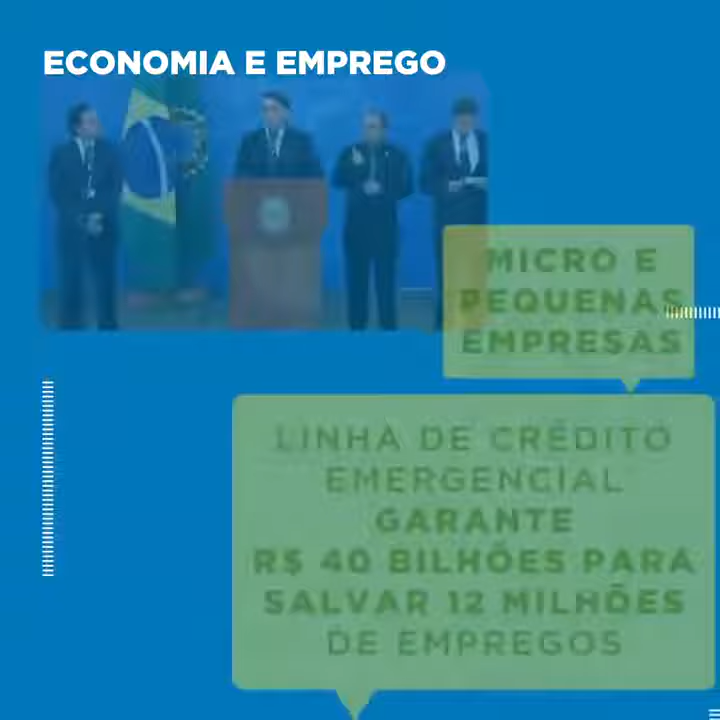 ECONOMIA E EMPREGO
MICRO E
PEQUENAS
EMPRESAS
LINHA DE CRÉDITO
EMERGENCIAL
GARANTE
R$ 40 BILHÕES PARA
SALVAR 12 MILHÕES
DE EMPREGOS